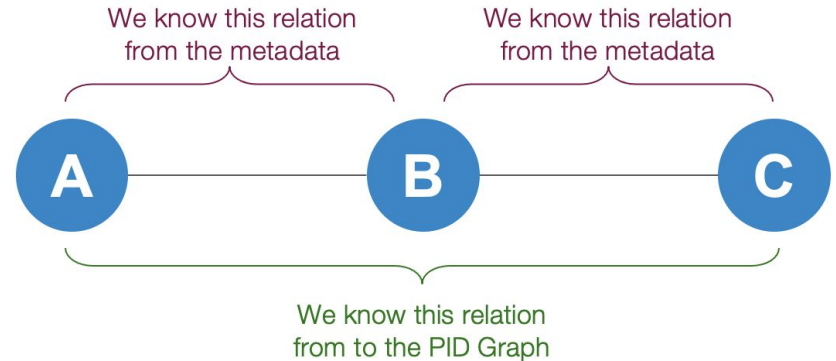 We know this relation
from the metadata
We know this relation
from the metadata
A
B
C
We know this relation
from to the PID Graph